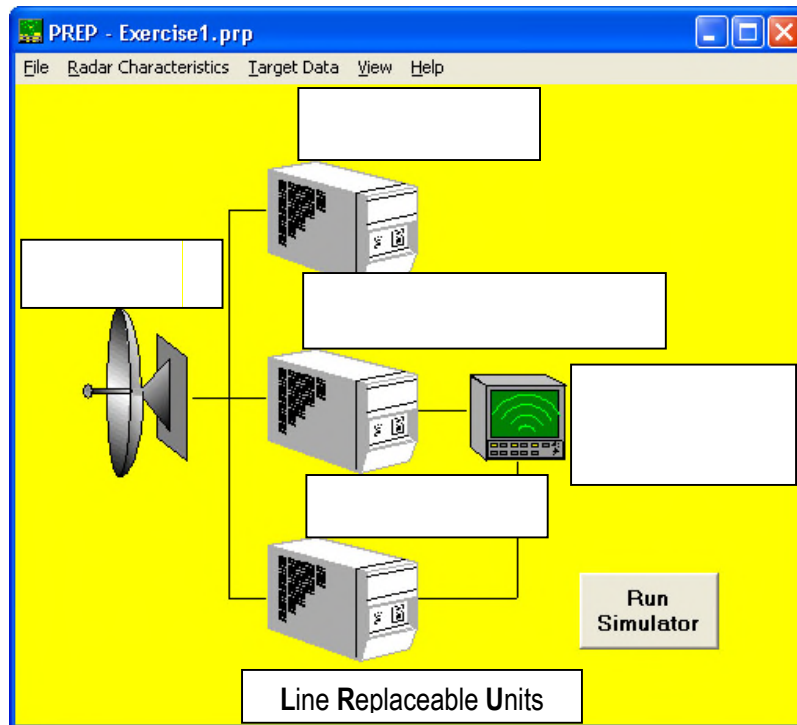 PREP - Exercise1.prp
File Radar Characteristics Target Data View Help
Run
Simulator
Line Replaceable Units